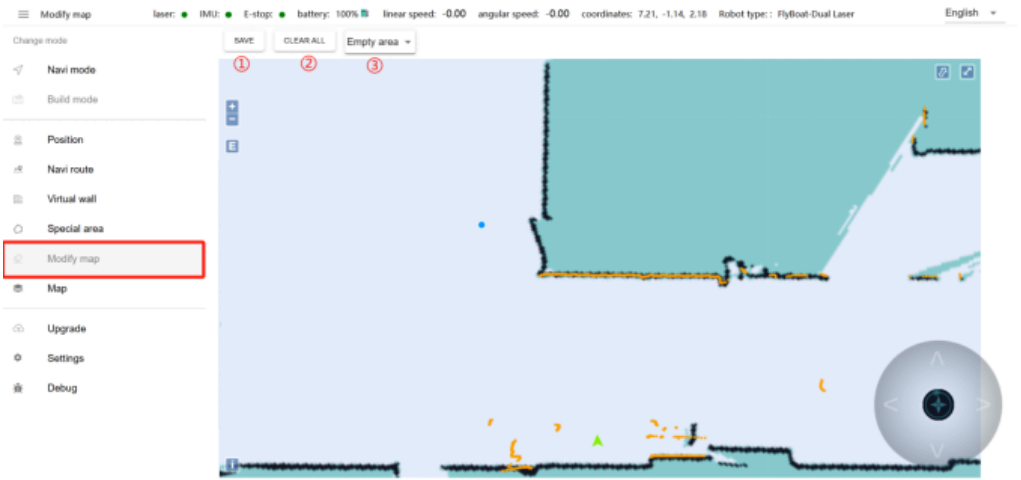 Modify map laser: IMU: E-stop: battery: 100% linear speed: -0.00 angular speed: -0.00 coordinates: 7.21, -1.14, 2.18 Robot type: : FlyBoat-Dual Laser English
Change mode
SAVE CLEAR ALL Empty area
① ② ③
Navi mode
Build mode
+
−
E
Position
Navi route
Virtual wall
Special area
Modify map
Map
Upgrade
Settings
Debug
i